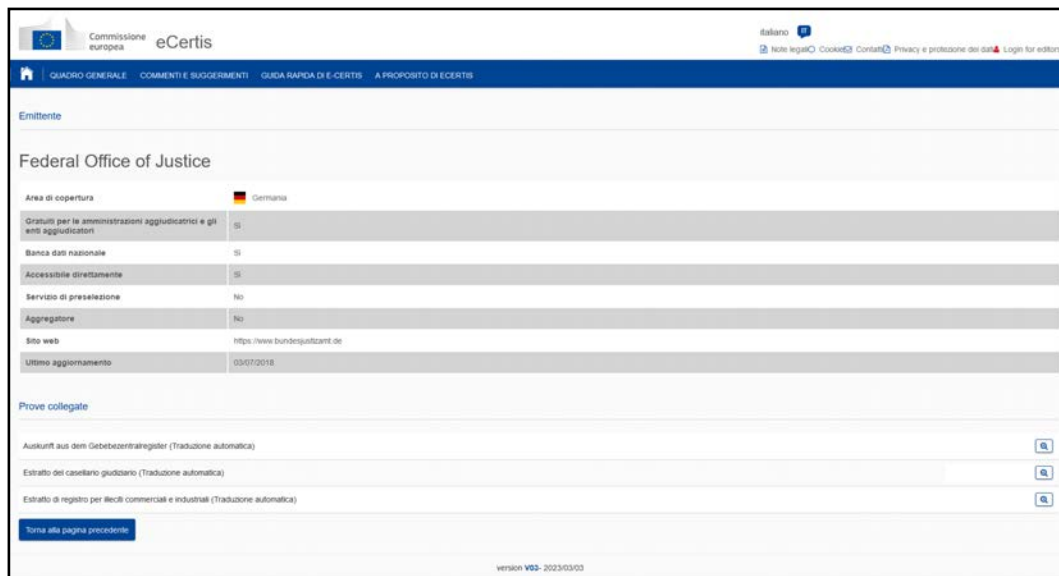 Commissione
europea
eCertis
italiano IT
Note legali Cookie Contatti Privacy e protezione dei dati Login for editors
QUADRO GENERALE COMMENTI E SUGGERIMENTI GUIDA RAPIDA DI E-CERTIS A PROPOSITO DI ECERTIS
Emittente
Federal Office of Justice
Area di copertura Germania
Gratuiti per le amministrazioni aggiudicatrici e gli
enti aggiudicatori Sì
Banca dati nazionale Sì
Accessibile direttamente Sì
Servizio di preselezione No
Aggregatore No
Sito web https://www.bundesjustizamt.de
Ultimo aggiornamento 03/07/2018
Prove collegate
Auskunft aus dem Gebebezentralregister (Traduzione automatica)
Estratto del casellario giudiziario (Traduzione automatica)
Estratto di registro per illeciti commerciali e industriali (Traduzione automatica)
Torna alla pagina precedente
version V03- 2023/03/03